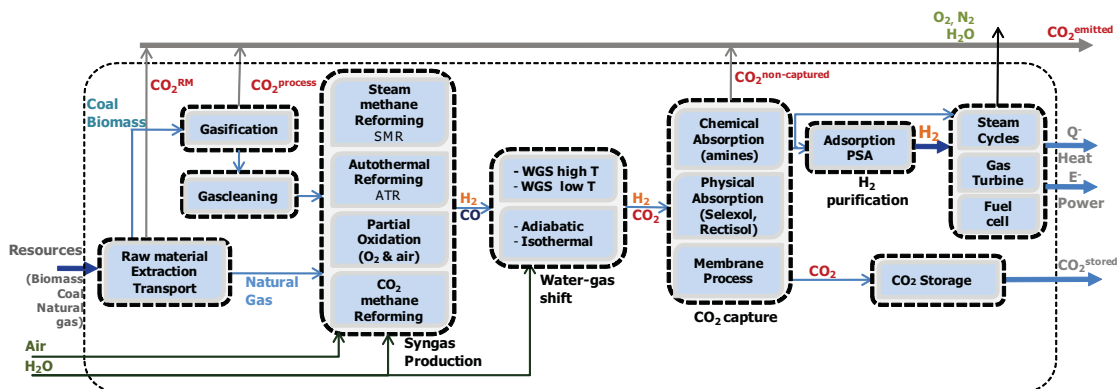 O₂, N₂
H₂O
CO₂ᵉᵐⁱᵗᵗᵉᵈ
CO₂ᴿᴹ
CO₂ᵖʳᵒᶜᵉˢˢ
CO₂ⁿᵒⁿ⁻ᶜᵃᵖᵗᵘʳᵉᵈ
Coal
Biomass
Gasification
Gascleaning
Resources
(Biomass
Coal
Natural
gas)
Raw material
Extraction
Transport
Natural
Gas
Air
H₂O
Steam
methane
Reforming
SMR
Autothermal
Reforming
ATR
Partial
Oxidation
(O₂ & air)
CO₂
methane
Reforming
Syngas
Production
H₂
CO
- WGS high T
- WGS low T
- Adiabatic
- Isothermal
Water-gas
shift
H₂
CO₂
Chemical
Absorption
(amines)
Physical
Absorption
(Selexol,
Rectisol)
Membrane
Process
CO₂ capture
Adsorption
PSA
H₂
purification
H₂
CO₂
CO₂ Storage
Steam
Cycles
Gas
Turbine
Fuel
cell
Q⁻
Heat
E⁻
Power
CO₂ˢᵗᵒʳᵉᵈ